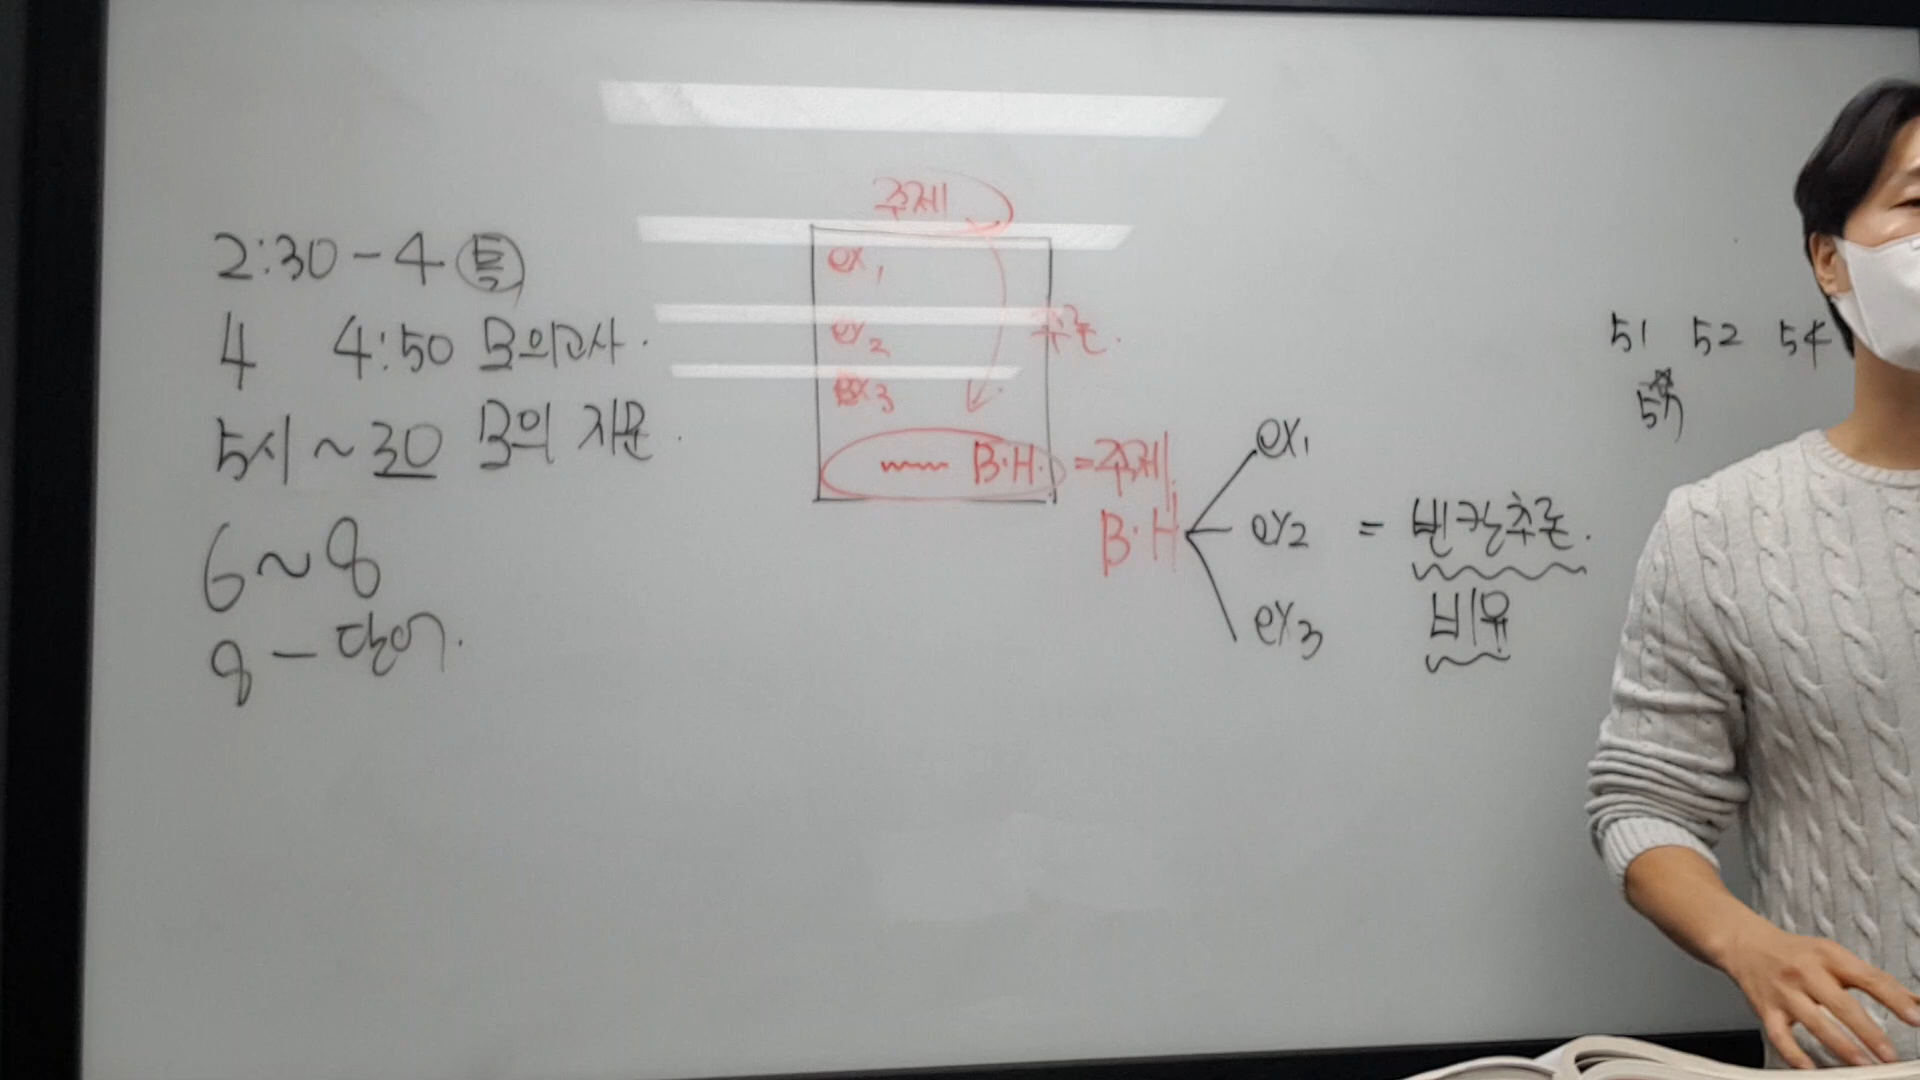 2:30 - 4 특
4 4:50 모의고사.
5시 ~ 30 모의 지문.
6 ~ 8
8 - 단어.
주제
ex1
ex2
ex3
추론.
B·H. = 주제
B·H
ex1
ex2 = 빈칸추론.
ex3 비유
51 52 54
57